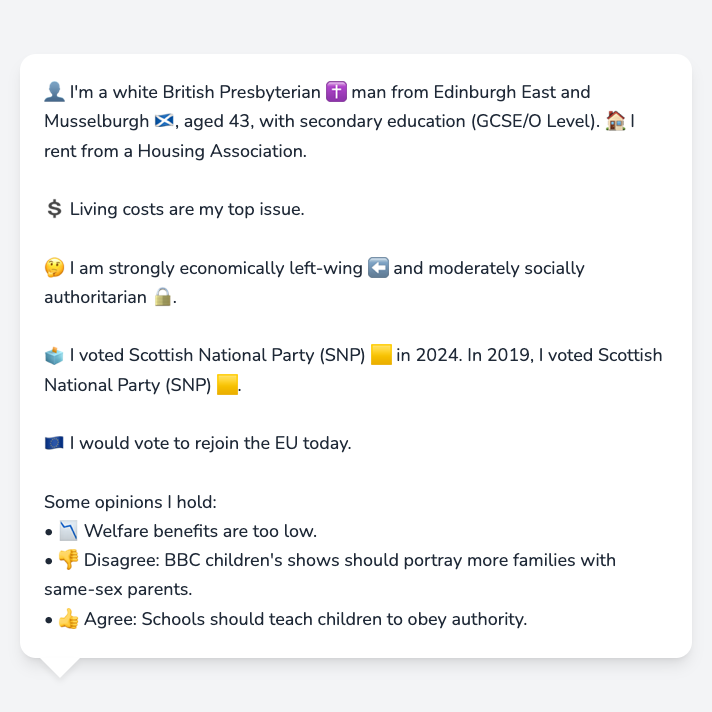 👤 I'm a white British Presbyterian ✝️ man from Edinburgh East and
Musselburgh 🏴󠁧󠁢󠁳󠁣󠁴󠁿, aged 43, with secondary education (GCSE/O Level). 🏠 I
rent from a Housing Association.
💲 Living costs are my top issue.
🤔 I am strongly economically left-wing ⬅️ and moderately socially
authoritarian 🔒.
🗳️ I voted Scottish National Party (SNP) 🟨 in 2024. In 2019, I voted Scottish
National Party (SNP) 🟨.
🇪🇺 I would vote to rejoin the EU today.
Some opinions I hold:
• 📉 Welfare benefits are too low.
• 👎 Disagree: BBC children's shows should portray more families with
same-sex parents.
• 👍 Agree: Schools should teach children to obey authority.